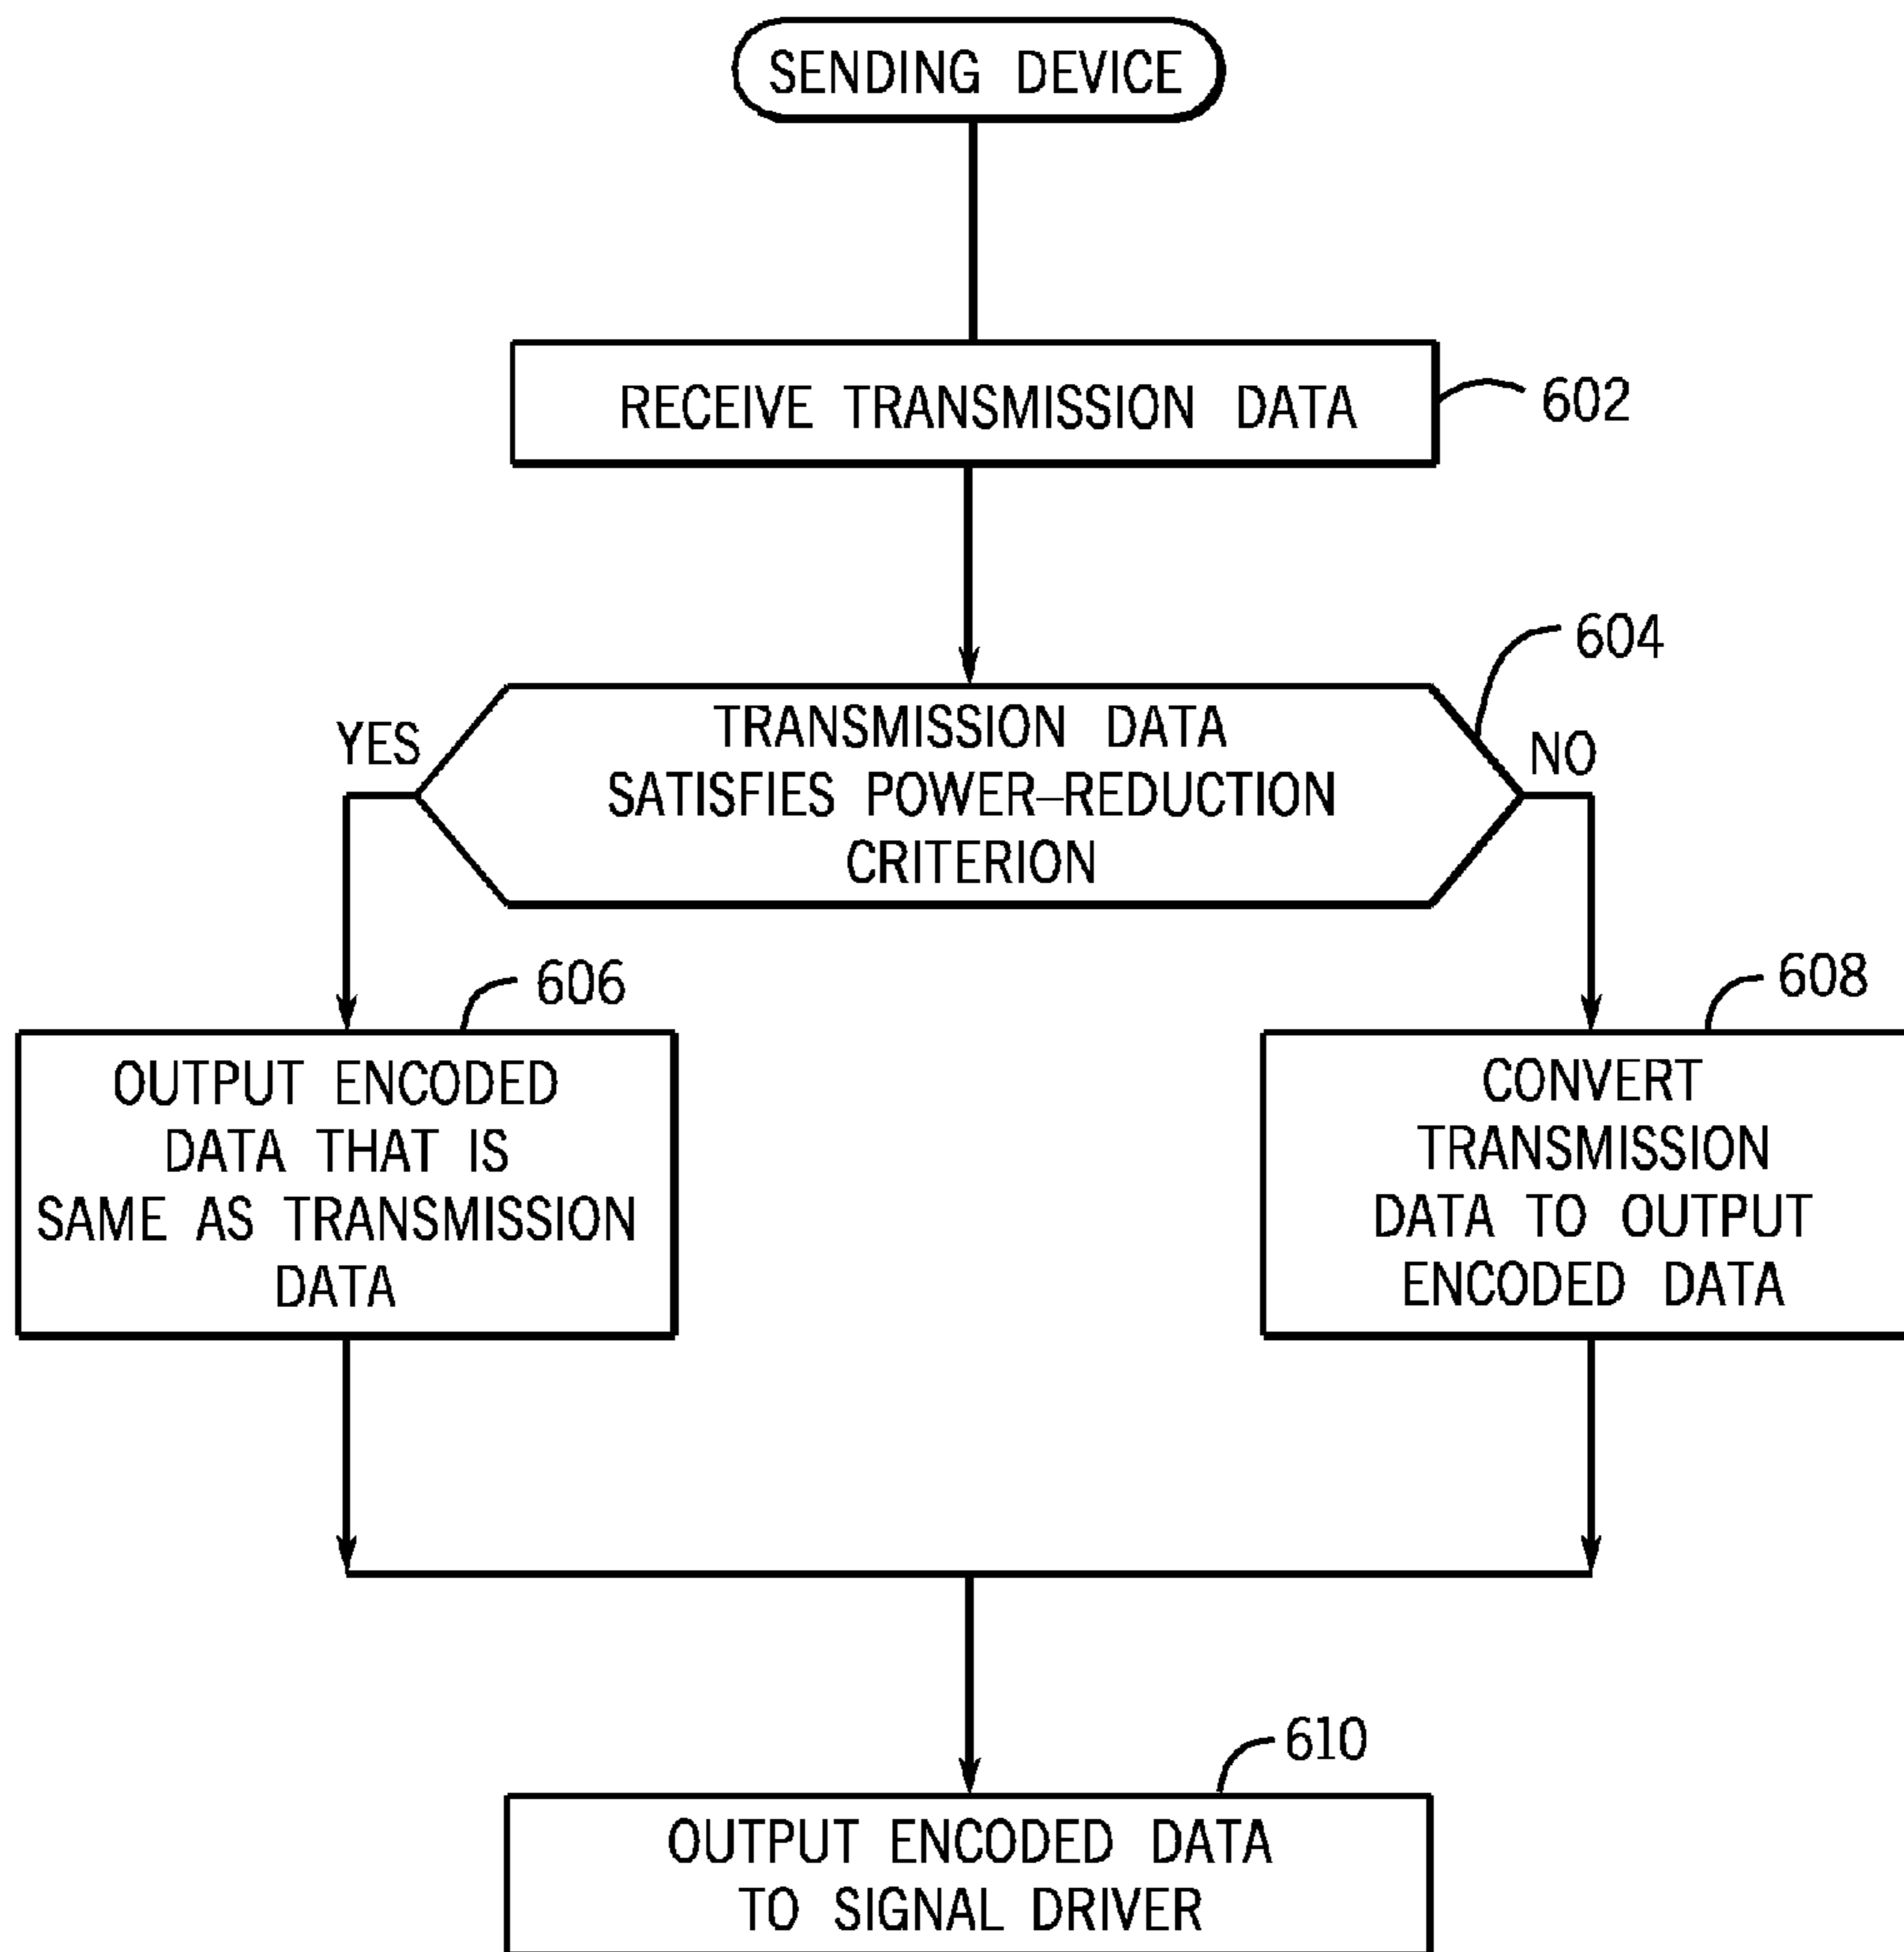 SENDING DEVICE
RECEIVE TRANSMISSION DATA
602
604
TRANSMISSION DATA
SATISFIES POWER–REDUCTION
CRITERION
YES
NO
606
OUTPUT ENCODED
DATA THAT IS
SAME AS TRANSMISSION
DATA
608
CONVERT
TRANSMISSION
DATA TO OUTPUT
ENCODED DATA
610
OUTPUT ENCODED DATA
TO SIGNAL DRIVER